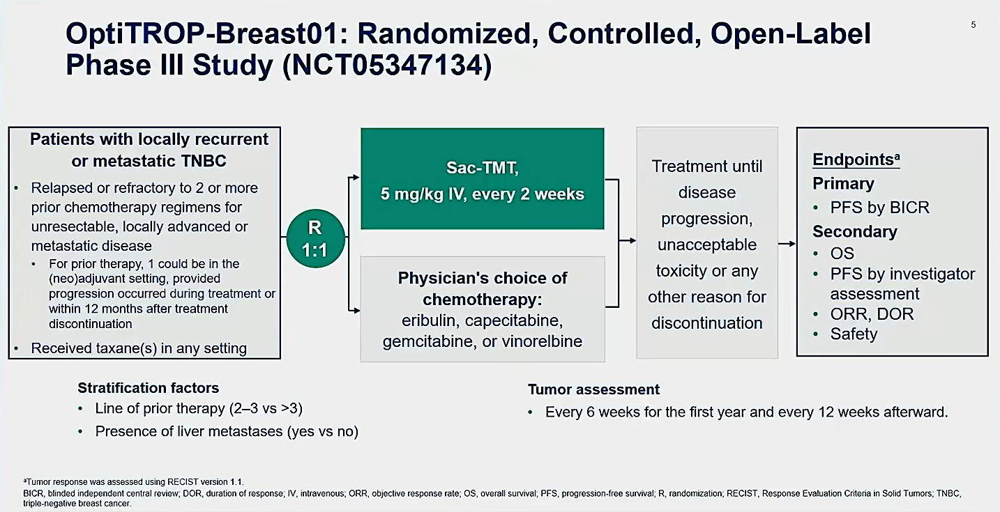 OptiTROP-Breast01: Randomized, Controlled, Open-Label
Phase III Study (NCT05347134)
5
Patients with locally recurrent
or metastatic TNBC
• Relapsed or refractory to 2 or more
prior chemotherapy regimens for
unresectable, locally advanced or
metastatic disease
• For prior therapy, 1 could be in the
(neo)adjuvant setting, provided
progression occurred during treatment or
within 12 months after treatment
discontinuation
• Received taxane(s) in any setting
R
1:1
Sac-TMT,
5 mg/kg IV, every 2 weeks
Physician's choice of
chemotherapy:
eribulin, capecitabine,
gemcitabine, or vinorelbine
Treatment until
disease
progression,
unacceptable
toxicity or any
other reason for
discontinuation
Endpointsᵃ
Primary
• PFS by BICR
Secondary
• OS
• PFS by investigator
assessment
• ORR, DOR
• Safety
Stratification factors
• Line of prior therapy (2–3 vs >3)
• Presence of liver metastases (yes vs no)
Tumor assessment
• Every 6 weeks for the first year and every 12 weeks afterward.
ᵃTumor response was assessed using RECIST version 1.1.
BICR, blinded independent central review; DOR, duration of response; IV, intravenous; ORR, objective response rate; OS, overall survival; PFS, progression-free survival; R, randomization; RECIST, Response Evaluation Criteria in Solid Tumors; TNBC,
triple-negative breast cancer.